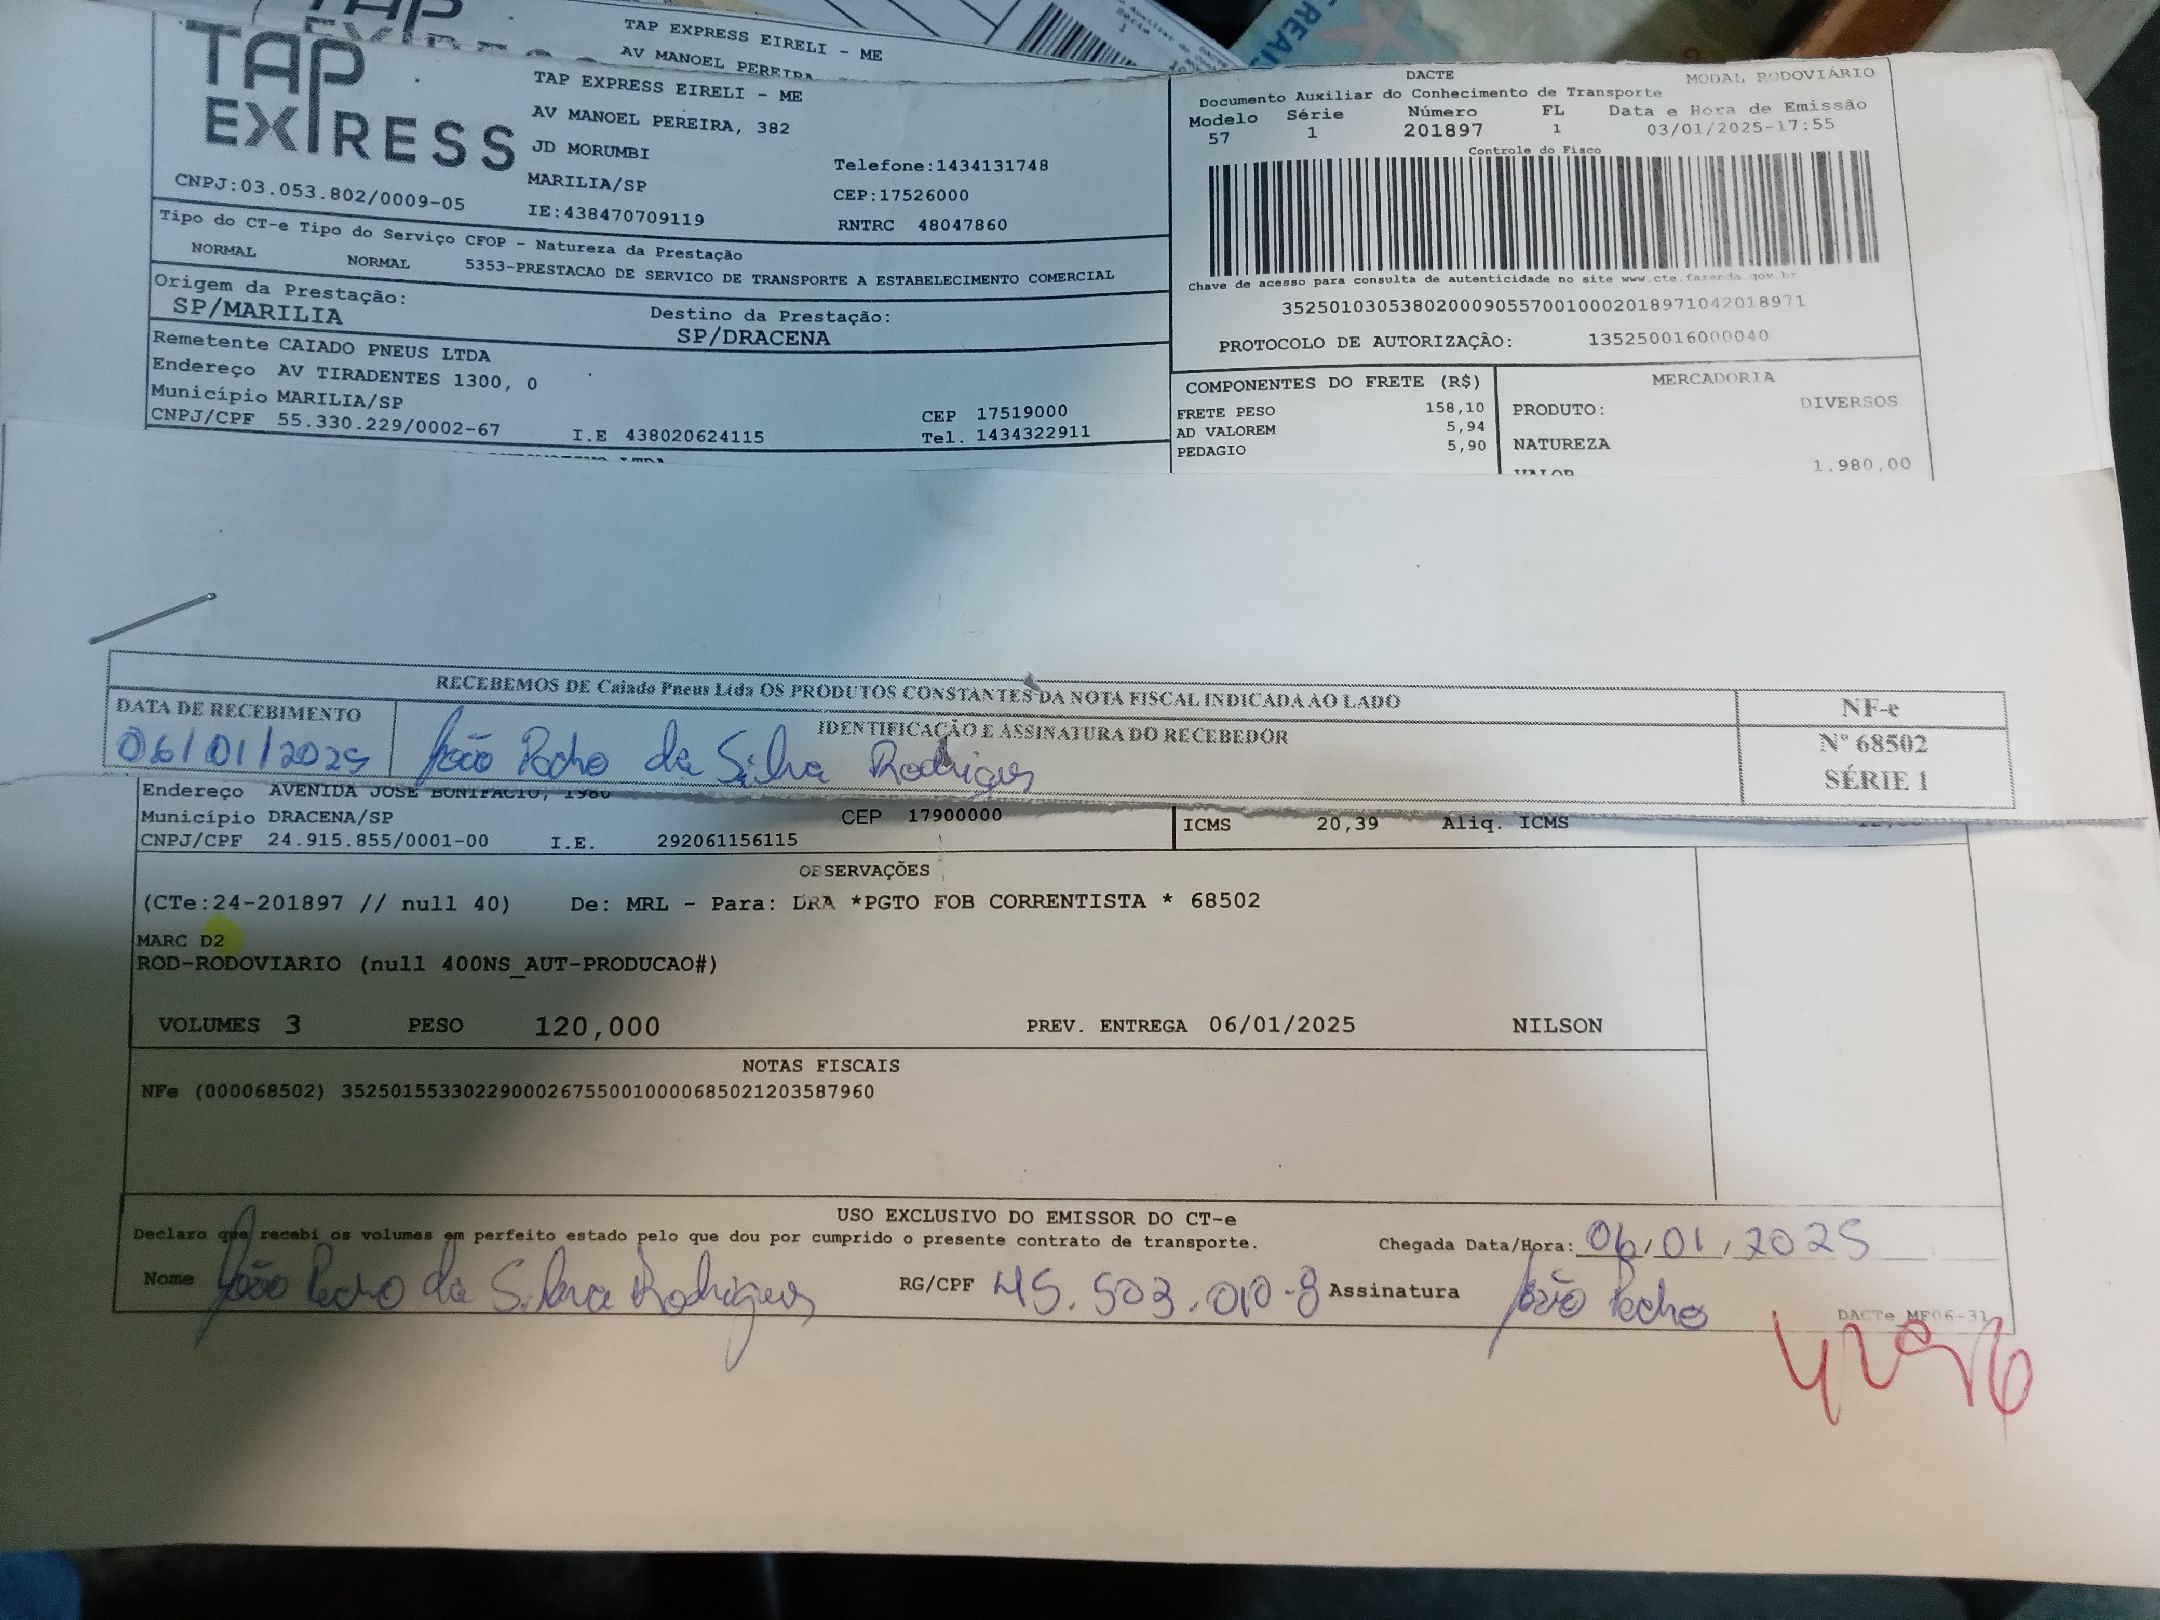 TAP EXPRESS EIRELI - ME
AV MANOEL PEREIRA
TAP
EXPRESS
TAP EXPRESS EIRELI - ME
AV MANOEL PEREIRA, 382
JD MORUMBI
MARILIA/SP
IE:438470709119
Telefone:1434131748
CEP:17526000
RNTRC 48047860
CNPJ:03.053.802/0009-05
DACTE
MODAL RODOVIÁRIO
Documento Auxiliar do Conhecimento de Transporte
Modelo Série Número FL Data e Hora de Emissão
57 1 201897 1 03/01/2025-17:55
Controle do Fisco
Chave de acesso para consulta de autenticidade no site www.cte.fazenda.gov.br
35250103053802000905570010002018971042018971
PROTOCOLO DE AUTORIZAÇÃO: 135250016000040
Tipo do CT-e Tipo do Serviço CFOP - Natureza da Prestação
NORMAL NORMAL 5353-PRESTACAO DE SERVICO DE TRANSPORTE A ESTABELECIMENTO COMERCIAL
Origem da Prestação:
SP/MARILIA
Destino da Prestação:
SP/DRACENA
Remetente CAIADO PNEUS LTDA
Endereço AV TIRADENTES 1300, 0
Município MARILIA/SP
CEP 17519000
CNPJ/CPF 55.330.229/0002-67 I.E 438020624115 Tel. 1434322911
COMPONENTES DO FRETE (R$)
FRETE PESO 158,10
AD VALOREM 5,94
PEDAGIO 5,90
MERCADORIA
PRODUTO: DIVERSOS
NATUREZA
VALOR 1.980,00
RECEBEMOS DE Caiado Pneus Ltda OS PRODUTOS CONSTANTES DA NOTA FISCAL INDICADA AO LADO
DATA DE RECEBIMENTO
06/01/2025
IDENTIFICAÇÃO E ASSINATURA DO RECEBEDOR
João Pedro da Silva Rodrigues
NF-e
Nº 68502
SÉRIE 1
Endereço AVENIDA JOSE BONIFACIO, 1980
Município DRACENA/SP CEP 17900000
CNPJ/CPF 24.915.855/0001-00 I.E. 292061156115
ICMS 20,39 Aliq. ICMS
OBSERVAÇÕES
(CTe:24-201897 // null 40) De: MRL - Para: DRA *PGTO FOB CORRENTISTA * 68502
MARC D2
ROD-RODOVIARIO (null 400NS_AUT-PRODUCAO#)
VOLUMES 3 PESO 120,000 PREV. ENTREGA 06/01/2025 NILSON
NOTAS FISCAIS
NFe (000068502) 35250155330229000267550010000685021203587960
USO EXCLUSIVO DO EMISSOR DO CT-e
Declaro que recebi os volumes em perfeito estado pelo que dou por cumprido o presente contrato de transporte.
Chegada Data/Hora: 06/01/2025
Nome João Pedro da Silva Rodrigues RG/CPF 45.503.010-8 Assinatura João Pedro
DACTe_MF06-31